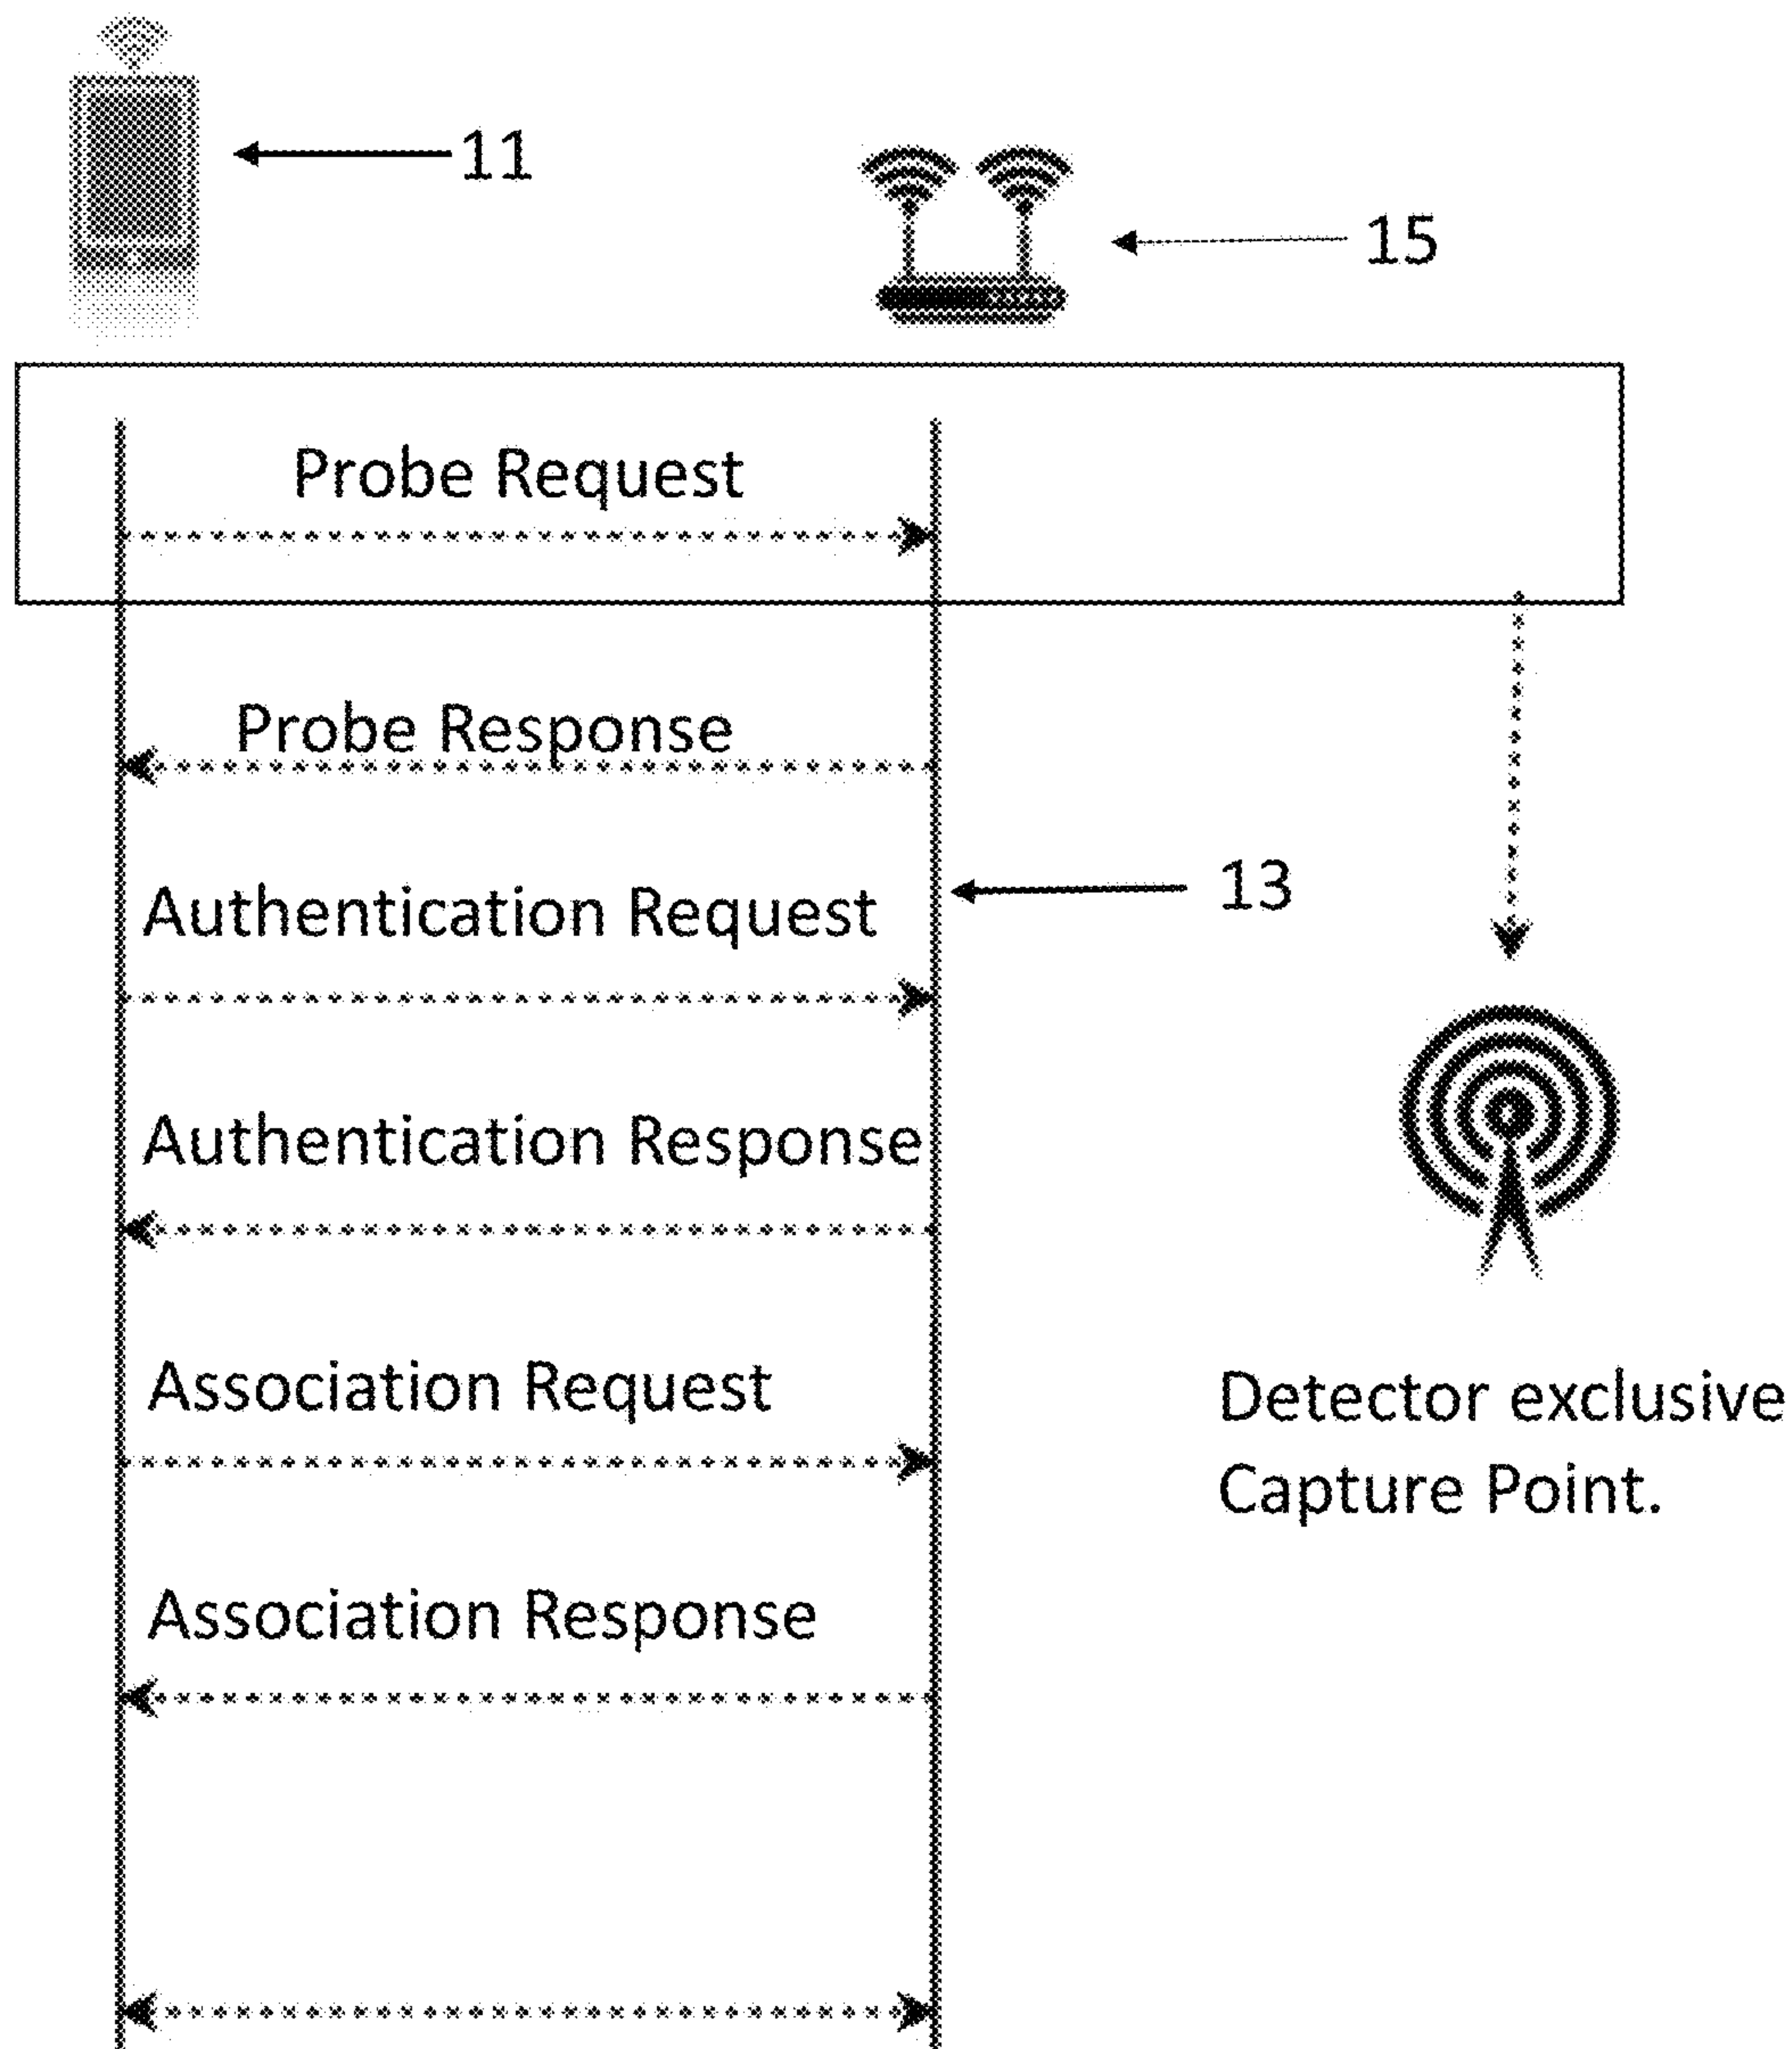 11
15
Probe Request
Probe Response
13
Authentication Request
Authentication Response
Association Request
Detector exclusive
Capture Point.
Association Response